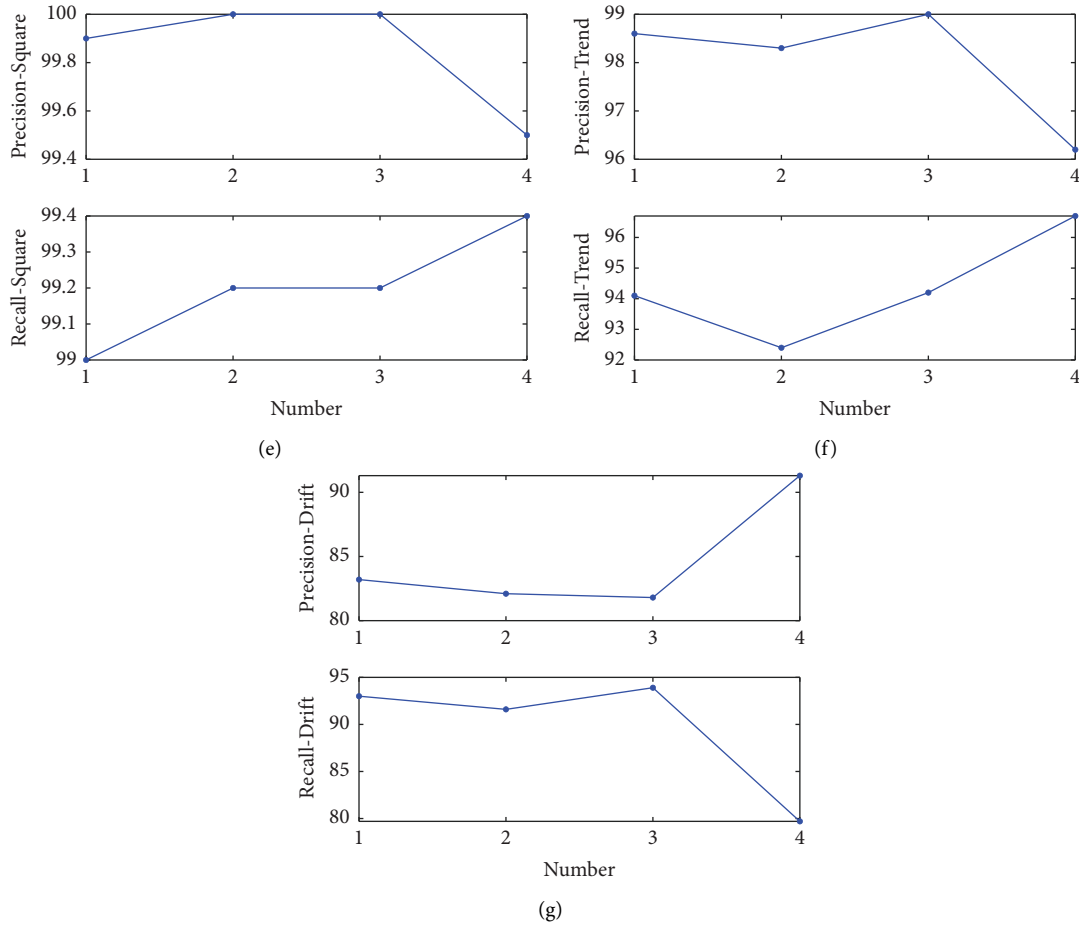 Precision-Square
100
99.8
99.6
99.4
1 2 3 4
Recall-Square
99.4
99.3
99.2
99.1
99
1 2 3 4
Number
(e)
Precision-Trend
99
98
97
96
1 2 3 4
Recall-Trend
96
95
94
93
92
1 2 3 4
Number
(f)
Precision-Drift
90
85
80
1 2 3 4
Recall-Drift
95
90
85
80
1 2 3 4
Number
(g)